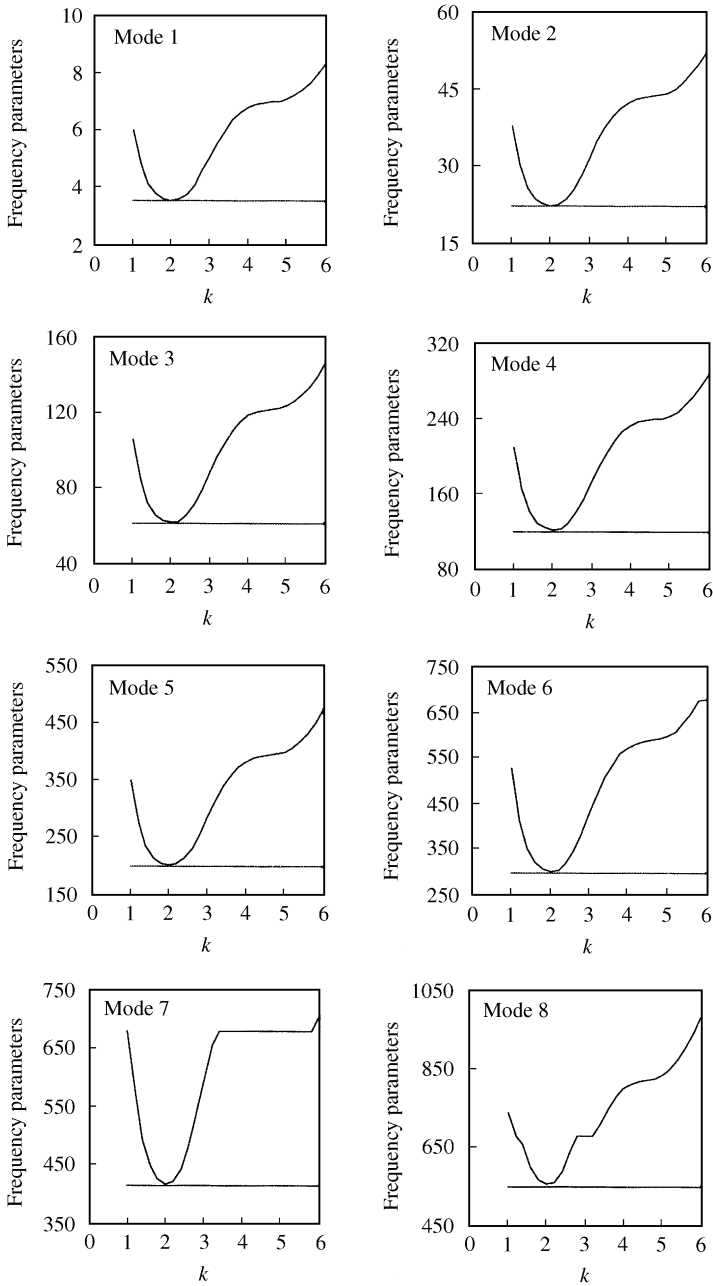 Mode 1
Frequency parameters
10
8
6
4
2
0 1 2 3 4 5 6
k
Mode 2
Frequency parameters
60
45
30
15
0 1 2 3 4 5 6
k
Mode 3
Frequency parameters
160
120
80
40
0 1 2 3 4 5 6
k
Mode 4
Frequency parameters
320
240
160
80
0 1 2 3 4 5 6
k
Mode 5
Frequency parameters
550
450
350
250
150
0 1 2 3 4 5 6
k
Mode 6
Frequency parameters
750
650
550
450
350
250
0 1 2 3 4 5 6
k
Mode 7
Frequency parameters
750
650
550
450
350
0 1 2 3 4 5 6
k
Mode 8
Frequency parameters
1050
850
650
450
0 1 2 3 4 5 6
k